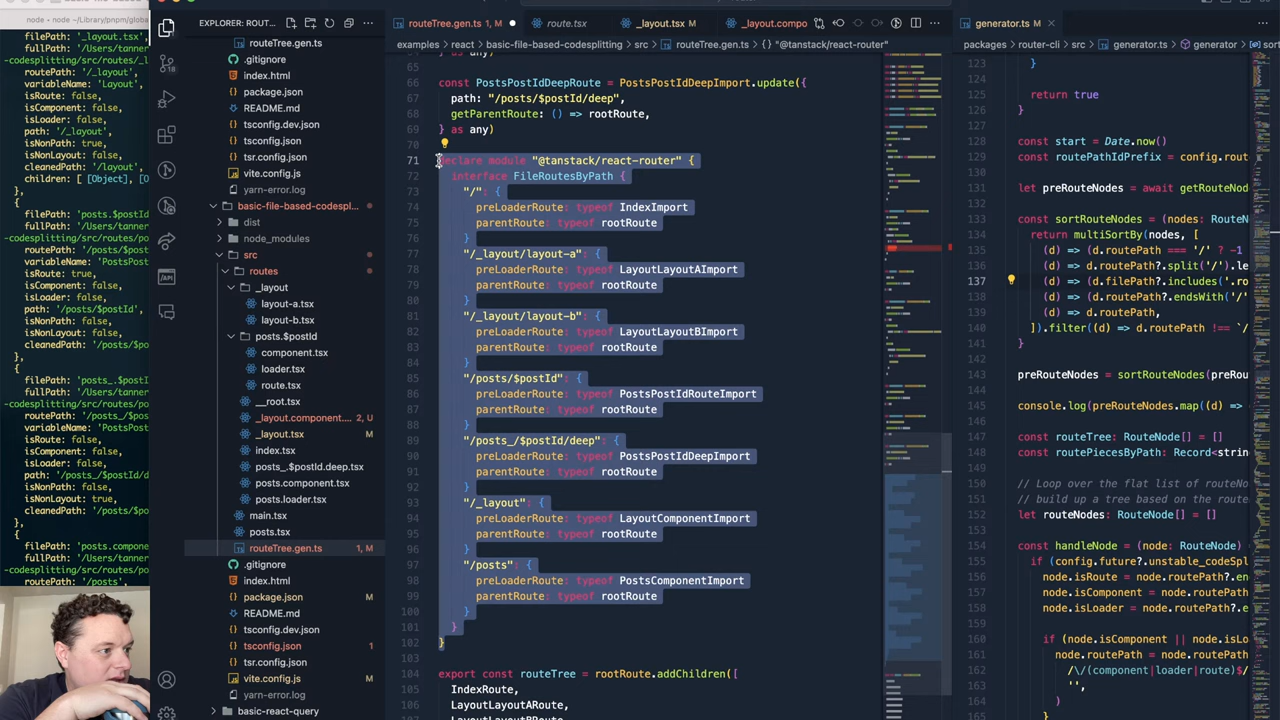 node ~/Library/pnpm/global
filePath: '_layout.tsx'
fullPath: '/Users/tanner
-codesplitting/src/routes/_l
routePath: '/_layout',
variableName: 'Layout',
isRoute: false,
isComponent: false,
isLoader: false,
path: '/_layout'
isNonPath: true,
isNonLayout: false,
cleanedPath: '/layout'
children: [ [Object], [Obje
},
{
filePath: 'posts.$postId
fullPath: '/Users/tanner
-codesplitting/src/routes/po
routePath: '/posts/$post
variableName: 'PostsPost
isRoute: true,
isComponent: false,
isLoader: false,
path: '/posts/$postId',
isNonPath: false,
isNonLayout: false,
cleanedPath: '/posts/$po
},
{
filePath: 'posts_.$postI
fullPath: '/Users/tanner
-codesplitting/src/routes/po
routePath: '/posts_/$pos
variableName: 'PostsPost
isRoute: false,
isComponent: false,
isLoader: false,
path: '/posts_/$postId/d
isNonPath: false,
isNonLayout: true,
cleanedPath: '/posts/$po
},
{
filePath: 'posts.compone
fullPath: '/Users/tanner
-codesplitting/src/routes/po
routePath: '/posts',
EXPLORER: ROUT...
routeTree.gen.ts
.gitignore
index.html
package.json
README.md
tsconfig.dev.json
tsconfig.json
tsr.config.json
vite.config.js
yarn-error.log
basic-file-based-codespl...
dist
node_modules
src
routes
_layout
layout-a.tsx
layout-b.tsx
posts.$postId
component.tsx
loader.tsx
route.tsx
__root.tsx
_layout.component.... 2, U
_layout.tsx M
index.tsx
posts_.$postId.deep.tsx
posts.component.tsx
posts.loader.tsx
main.tsx
posts.tsx
routeTree.gen.ts 1, M
.gitignore
index.html
package.json M
README.md
tsconfig.dev.json
tsconfig.json 1
tsr.config.json
vite.config.js M
yarn-error.log
basic-react-query
routeTree.gen.ts 1, M route.tsx _layout.tsx M _layout.compo
examples > react > basic-file-based-codesplitting > src > routeTree.gen.ts > {} "@tanstack/react-router"
64 } as any)
65
66 const PostsPostIdDeepRoute = PostsPostIdDeepImport.update({
67 path: "/posts/$postId/deep",
68 getParentRoute: () => rootRoute,
69 } as any)
70
71 declare module "@tanstack/react-router" {
72 interface FileRoutesByPath {
73 "/": {
74 preLoaderRoute: typeof IndexImport
75 parentRoute: typeof rootRoute
76 }
77 "/_layout/layout-a": {
78 preLoaderRoute: typeof LayoutLayoutAImport
79 parentRoute: typeof rootRoute
80 }
81 "/_layout/layout-b": {
82 preLoaderRoute: typeof LayoutLayoutBImport
83 parentRoute: typeof rootRoute
84 }
85 "/posts/$postId": {
86 preLoaderRoute: typeof PostsPostIdRouteImport
87 parentRoute: typeof rootRoute
88 }
89 "/posts_/$postId/deep": {
90 preLoaderRoute: typeof PostsPostIdDeepImport
91 parentRoute: typeof rootRoute
92 }
93 "/_layout": {
94 preLoaderRoute: typeof LayoutComponentImport
95 parentRoute: typeof rootRoute
96 }
97 "/posts": {
98 preLoaderRoute: typeof PostsComponentImport
99 parentRoute: typeof rootRoute
100 }
101 }
102 }
103
104 export const routeTree = rootRoute.addChildren([
105 IndexRoute,
generator.ts M
packages > router-cli > src > generator.ts > generator > sort
123 }
124
125 return true
126 }
127
128 const start = Date.now()
129 const routePathIdPrefix = config.rout
130
131 const preRouteNodes = await getRouteNo
132
133 const sortRouteNodes = (nodes: RouteN
134 return multiSortBy(nodes, [
135 (d) => (d.routePath === '/' ? -1
136 (d) => d.routePath?.split('/').le
137 (d) => (d.filePath?.includes('.ro
138 (d) => (d.routePath?.endsWith('/'
139 (d) => d.routePath,
140 ]).filter((d) => d.routePath !== `/
141 }
142
143 preRouteNodes = sortRouteNodes(preRou
144
145 console.log(preRouteNodes.map((d) =>
146
147 const routeTree: RouteNode[] = []
148 const routePiecesByPath: Record<strin
149
150 // Loop over the flat list of routeNo
151 // build up a tree based on the route
152 let routeNodes: RouteNode[] = []
153
154 const handleNode = (node: RouteNode)
155 if (config.future?.unstable_codeSpl
156 node.isRoute = node.routePath?.en
157 node.isComponent = node.routePath
158 node.isLoader = node.routePath?.e
159
160 if (node.isComponent || node.isLo
161 node.routePath = node.routePath
162 /\/(component|loader|route)$/
163 '',
164 )
165 }